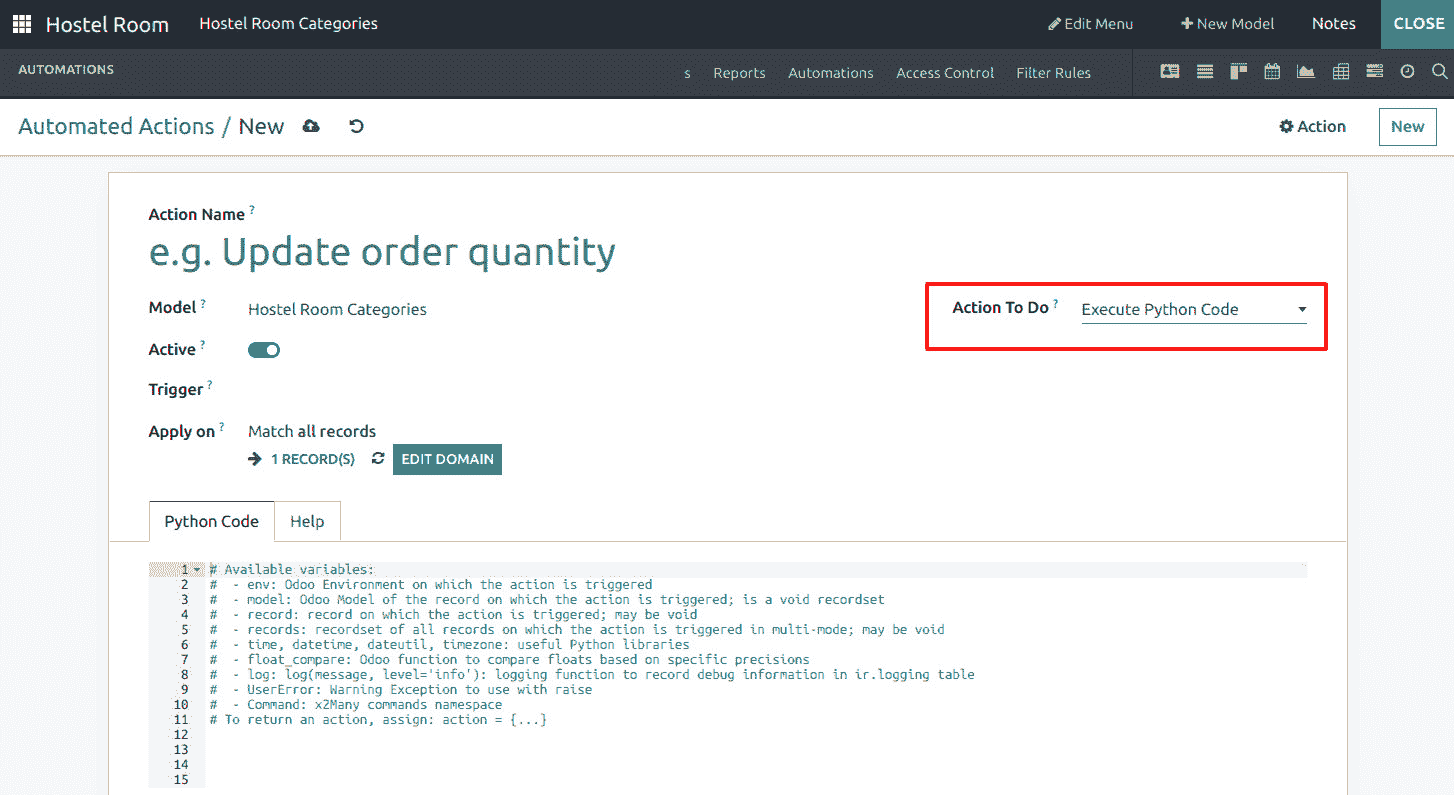 Hostel Room Hostel Room Categories Edit Menu New Model Notes CLOSE
AUTOMATIONS s Reports Automations Access Control Filter Rules
Automated Actions / New Action New
Action Name ?
e.g. Update order quantity
Model ? Hostel Room Categories Action To Do ? Execute Python Code
Active ?
Trigger ?
Apply on ? Match all records
1 RECORD(S) EDIT DOMAIN
Python Code Help
1 # Available variables:
2 #  - env: Odoo Environment on which the action is triggered
3 #  - model: Odoo Model of the record on which the action is triggered; is a void recordset
4 #  - record: record on which the action is triggered; may be void
5 #  - records: recordset of all records on which the action is triggered in multi-mode; may be void
6 #  - time, datetime, dateutil, timezone: useful Python libraries
7 #  - float_compare: Odoo function to compare floats based on specific precisions
8 #  - log: log(message, level='info'): logging function to record debug information in ir.logging table
9 #  - UserError: Warning Exception to use with raise
10 #  - Command: x2Many commands namespace
11 # To return an action, assign: action = {...}
12
13
14
15